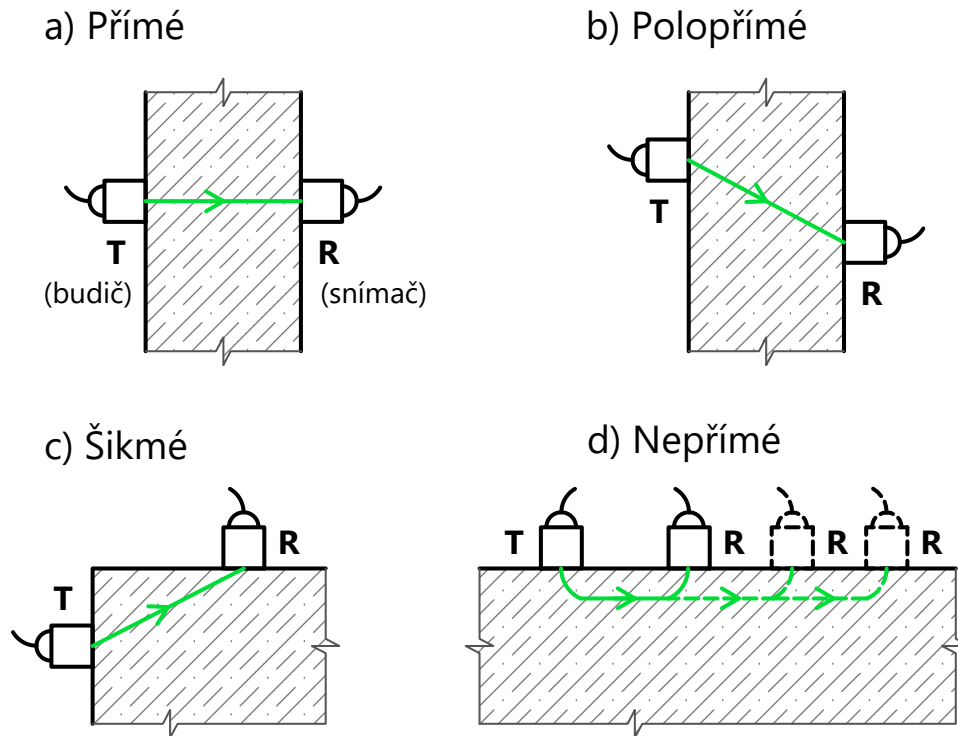 a) Přímé
b) Polopřímé
T
R
(budič)
(snímač)
T
R
c) Šikmé
d) Nepřímé
R
T
T
R
R
R